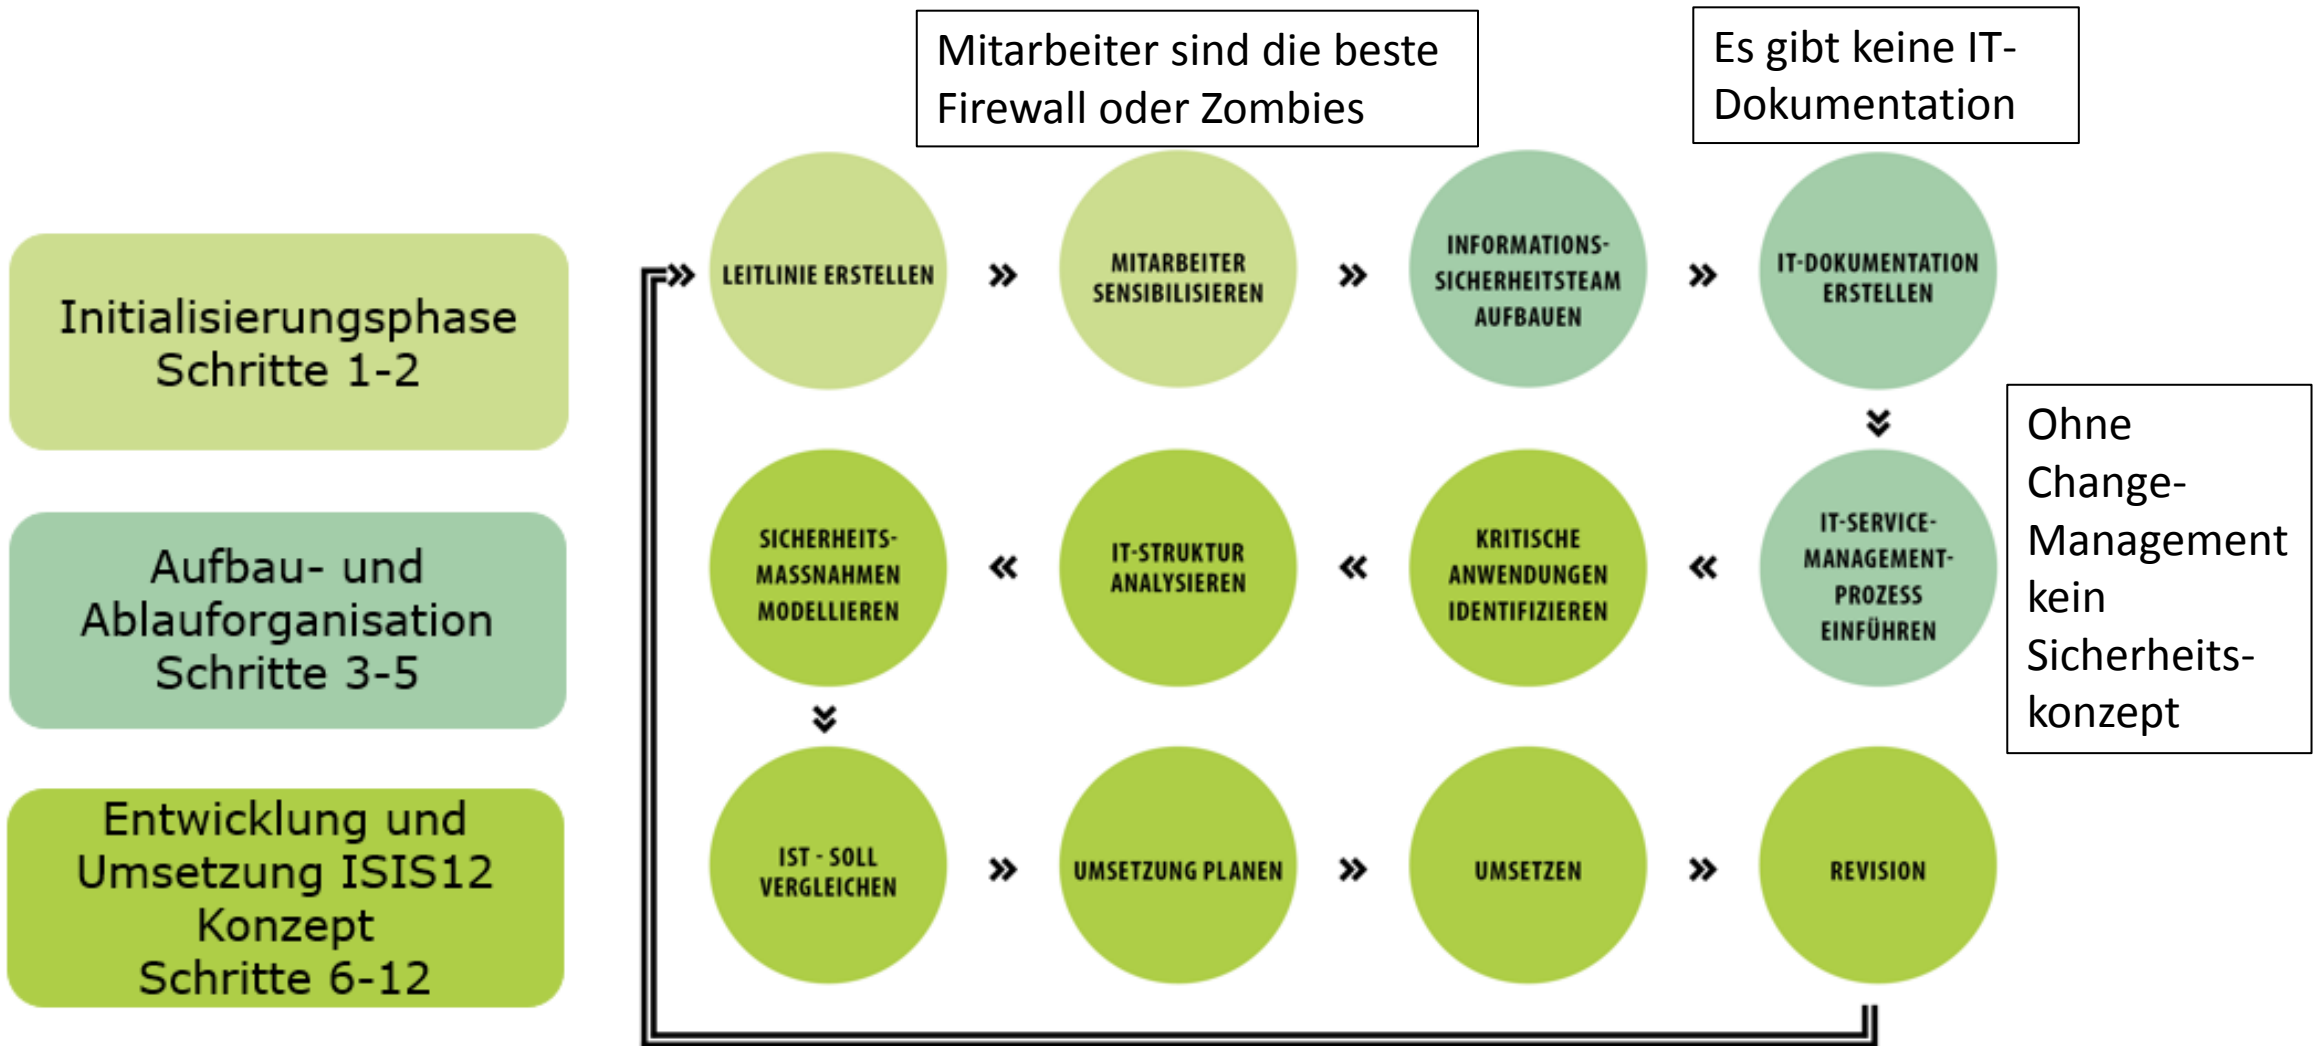 Mitarbeiter sind die beste
Firewall oder Zombies
Es gibt keine IT-
Dokumentation
Initialisierungsphase
Schritte 1-2
LEITLINIE ERSTELLEN
MITARBEITER
SENSIBILISIEREN
INFORMATIONS-
SICHERHEITSTEAM
AUFBAUEN
IT-DOKUMENTATION
ERSTELLEN
Aufbau- und
Ablauforganisation
Schritte 3-5
SICHERHEITS-
MASSNAHMEN
MODELLIEREN
IT-STRUKTUR
ANALYSIEREN
KRITISCHE
ANWENDUNGEN
IDENTIFIZIEREN
IT-SERVICE-
MANAGEMENT-
PROZESS
EINFÜHREN
Ohne
Change-
Management
kein
Sicherheits-
konzept
Entwicklung und
Umsetzung ISIS12
Konzept
Schritte 6-12
IST - SOLL
VERGLEICHEN
UMSETZUNG PLANEN
UMSETZEN
REVISION